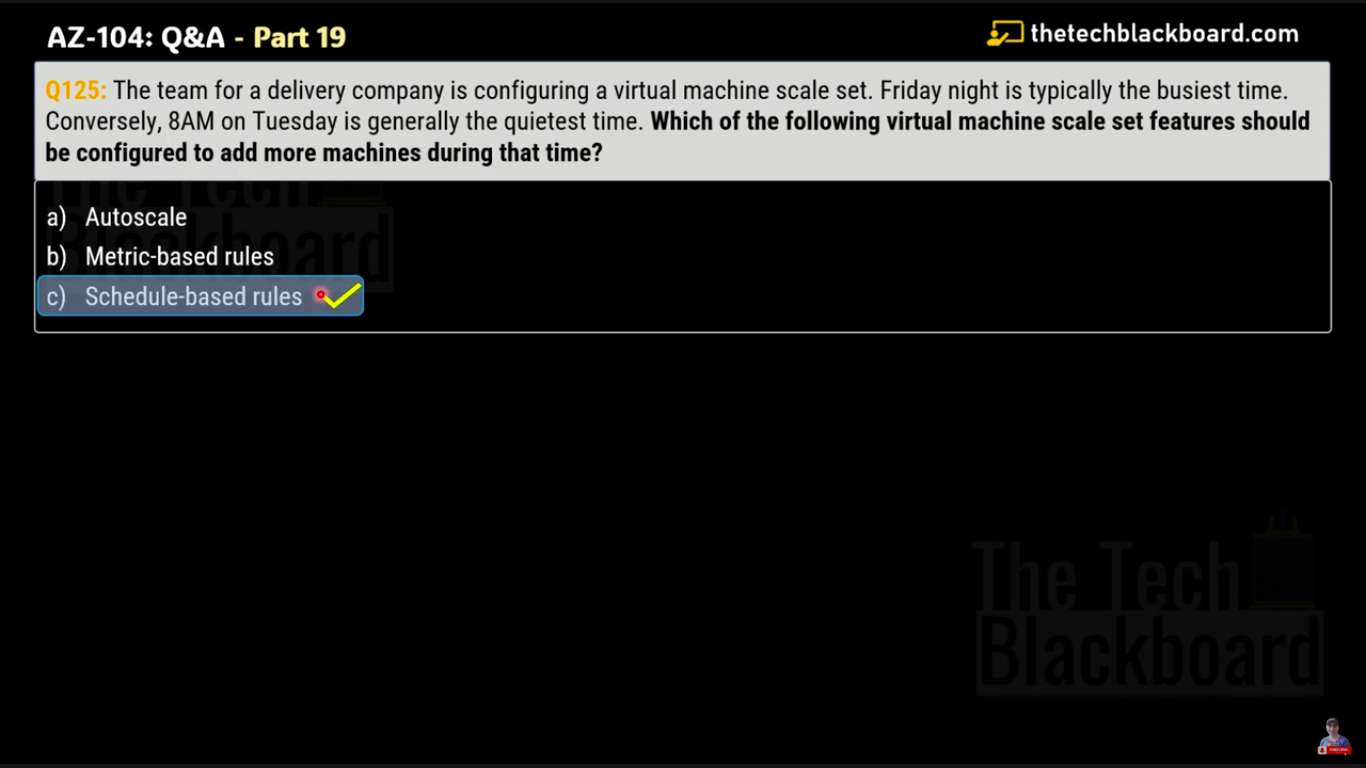 AZ-104: Q&A - Part 19
thetechblackboard.com
Q125: The team for a delivery company is configuring a virtual machine scale set. Friday night is typically the busiest time.
Conversely, 8AM on Tuesday is generally the quietest time. Which of the following virtual machine scale set features should
be configured to add more machines during that time?
The Tech
Blackboard
a) Autoscale
b) Metric-based rules
c) Schedule-based rules
The Tech
Blackboard